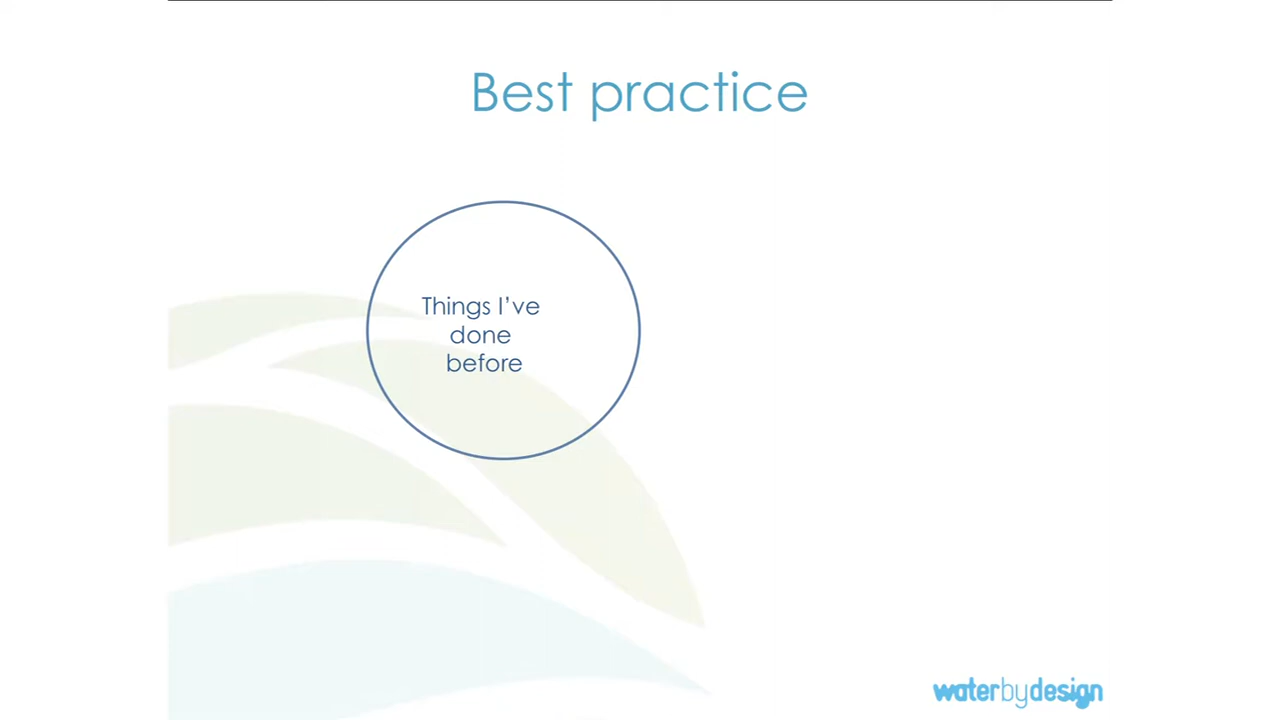 Best practice
Things I've
done
before
waterbydesign